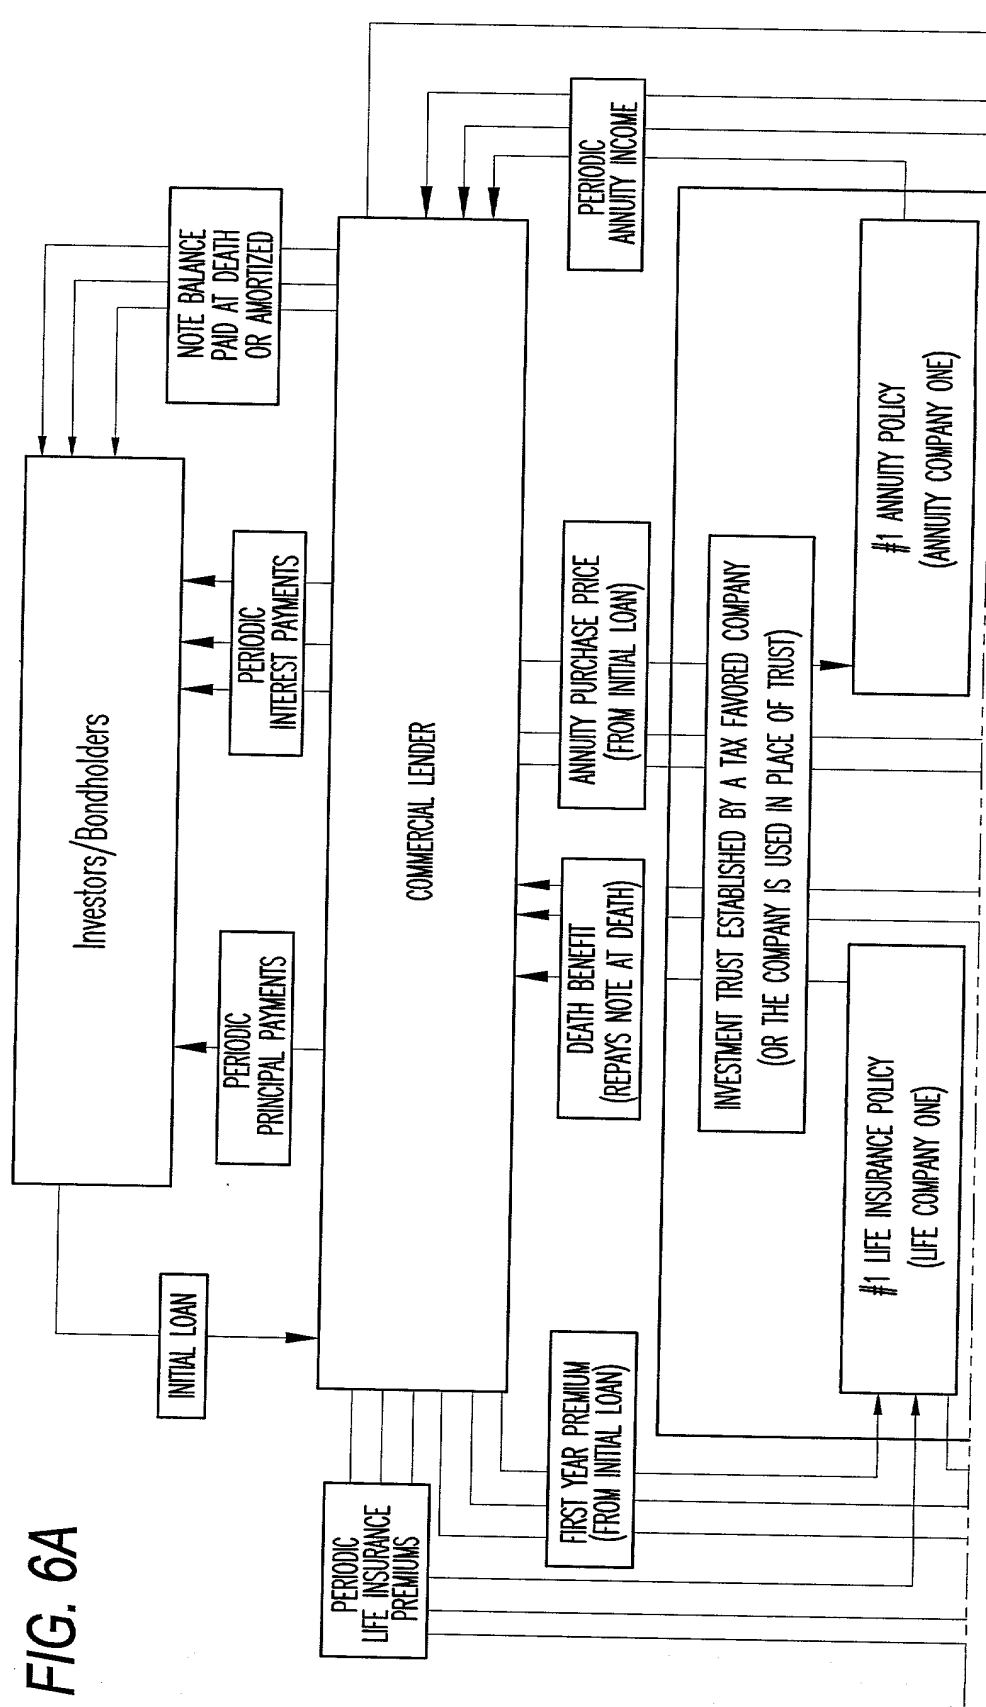 FIG. 6A
Investors/Bondholders
INITIAL LOAN
PERIODIC
PRINCIPAL PAYMENTS
PERIODIC
INTEREST PAYMENTS
NOTE BALANCE
PAID AT DEATH
OR AMORTIZED
COMMERCIAL LENDER
PERIODIC
LIFE INSURANCE
PREMIUMS
FIRST YEAR PREMIUM
(FROM INITIAL LOAN)
DEATH BENEFIT
(REPAYS NOTE AT DEATH)
ANNUITY PURCHASE PRICE
(FROM INITIAL LOAN)
PERIODIC
ANNUITY INCOME
INVESTMENT TRUST ESTABLISHED BY A TAX FAVORED COMPANY
(OR THE COMPANY IS USED IN PLACE OF TRUST)
#1 LIFE INSURANCE POLICY
(LIFE COMPANY ONE)
#1 ANNUITY POLICY
(ANNUITY COMPANY ONE)